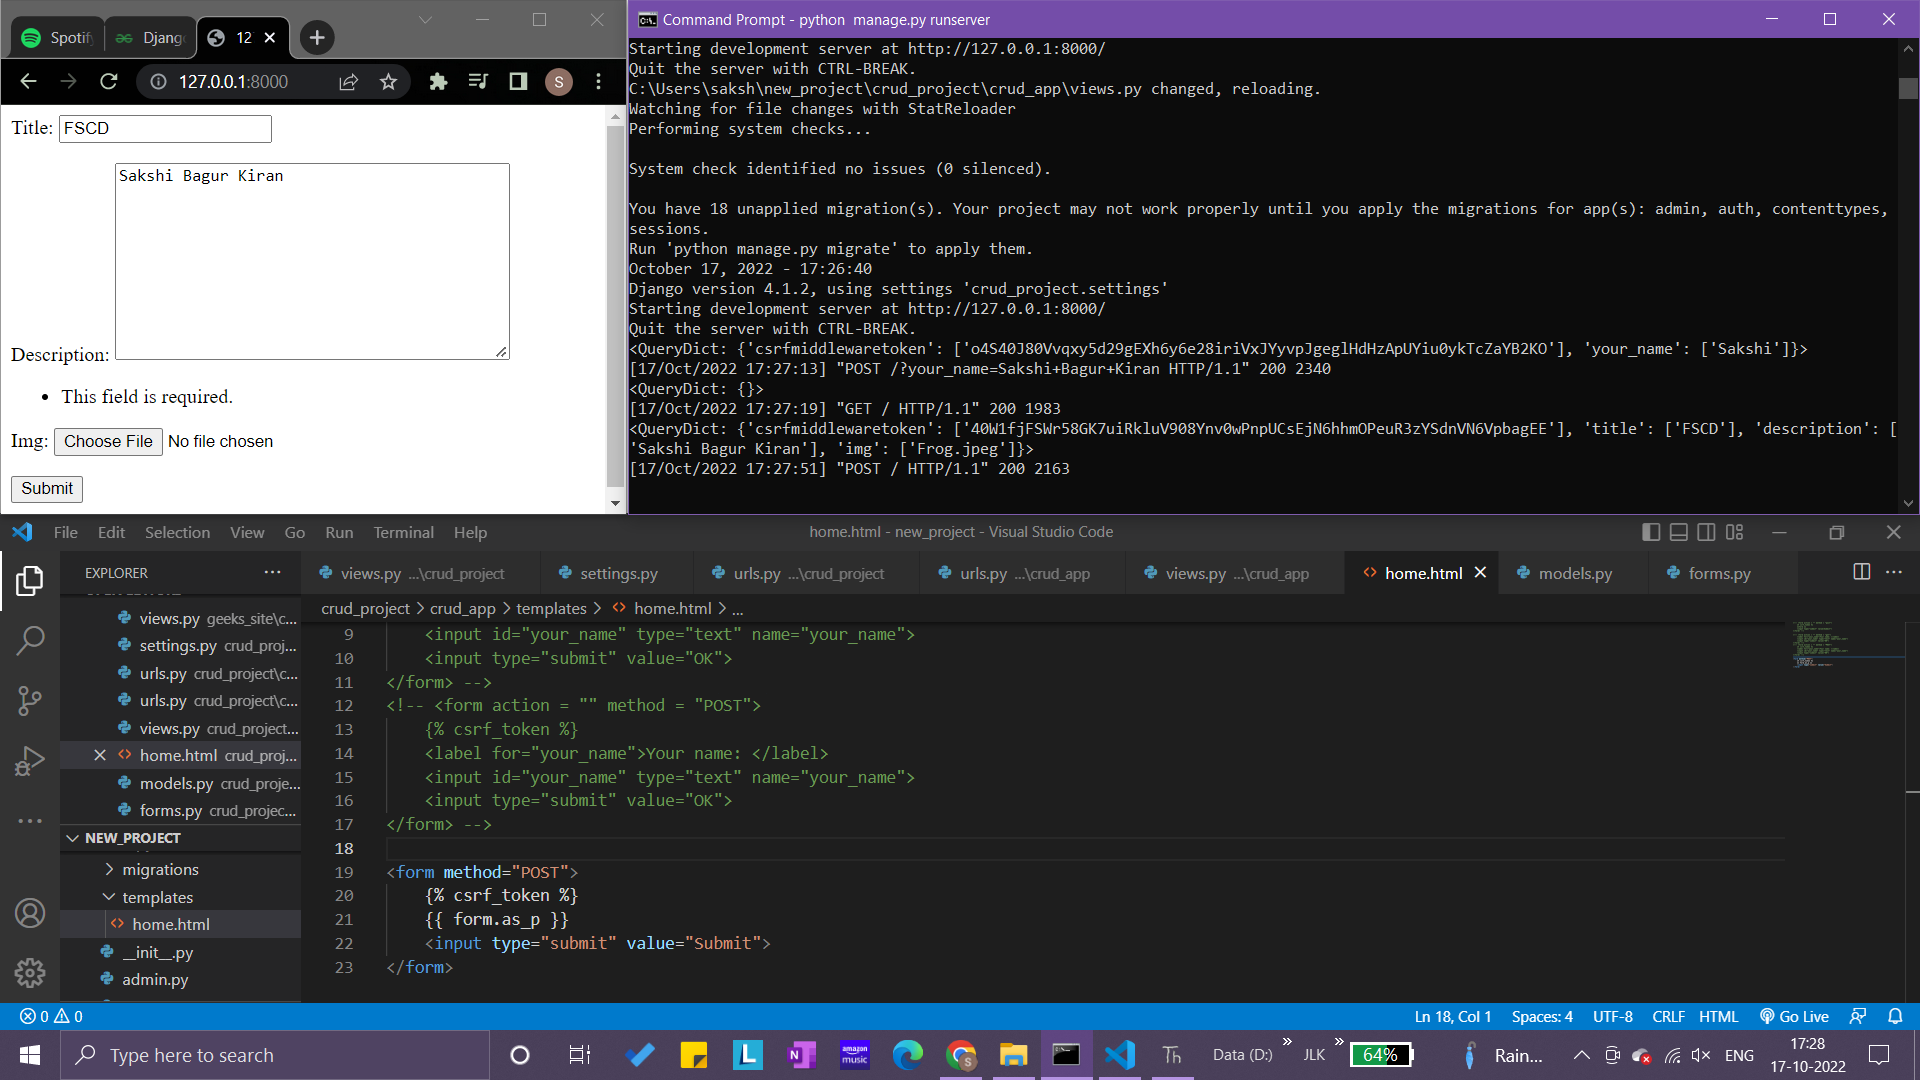 Spotify
Django
12
127.0.0.1:8000
S
Title: FSCD
Sakshi Bagur Kiran
Description:
• This field is required.
Img: Choose File No file chosen
Submit
Command Prompt - python  manage.py runserver
Starting development server at http://127.0.0.1:8000/
Quit the server with CTRL-BREAK.
C:\Users\saksh\new_project\crud_project\crud_app\views.py changed, reloading.
Watching for file changes with StatReloader
Performing system checks...
System check identified no issues (0 silenced).
You have 18 unapplied migration(s). Your project may not work properly until you apply the migrations for app(s): admin, auth, contenttypes,
sessions.
Run 'python manage.py migrate' to apply them.
October 17, 2022 - 17:26:40
Django version 4.1.2, using settings 'crud_project.settings'
Starting development server at http://127.0.0.1:8000/
Quit the server with CTRL-BREAK.
<QueryDict: {'csrfmiddlewaretoken': ['o4S40J80Vvqxy5d29gEXh6y6e28iriVxJYyvpJgeglHdHzApUYiu0ykTcZaYB2KO'], 'your_name': ['Sakshi']}>
[17/Oct/2022 17:27:13] "POST /?your_name=Sakshi+Bagur+Kiran HTTP/1.1" 200 2340
<QueryDict: {}>
[17/Oct/2022 17:27:19] "GET / HTTP/1.1" 200 1983
<QueryDict: {'csrfmiddlewaretoken': ['40W1fjFSWr58GK7uiRkluV908Ynv0wPnpUCsEjN6hhmOPeuR3zYSdnVN6VpbagEE'], 'title': ['FSCD'], 'description': [
'Sakshi Bagur Kiran'], 'img': ['Frog.jpeg']}>
[17/Oct/2022 17:27:51] "POST / HTTP/1.1" 200 2163
File Edit Selection View Go Run Terminal Help
home.html - new_project - Visual Studio Code
EXPLORER ...
views.py ...\crud_project
settings.py
urls.py ...\crud_project
urls.py ...\crud_app
views.py ...\crud_app
home.html
models.py
forms.py
crud_project > crud_app > templates > home.html > ...
views.py geeks_site\c...
settings.py crud_proj...
urls.py crud_project\c...
urls.py crud_project\c...
views.py crud_project...
home.html crud_proj...
models.py crud_proje...
forms.py crud_projec...
NEW_PROJECT
migrations
templates
home.html
__init__.py
admin.py
9 <input id="your_name" type="text" name="your_name">
10 <input type="submit" value="OK">
11 </form> -->
12 <!-- <form action = "" method = "POST">
13 {% csrf_token %}
14 <label for="your_name">Your name: </label>
15 <input id="your_name" type="text" name="your_name">
16 <input type="submit" value="OK">
17 </form> -->
18
19 <form method="POST">
20 {% csrf_token %}
21 {{ form.as_p }}
22 <input type="submit" value="Submit">
23 </form>
0 0
Ln 18, Col 1 Spaces: 4 UTF-8 CRLF HTML Go Live
Type here to search
L
N
amazon music
S
Th
Data (D:) » JLK » 64% Rain... ENG
17:28
17-10-2022